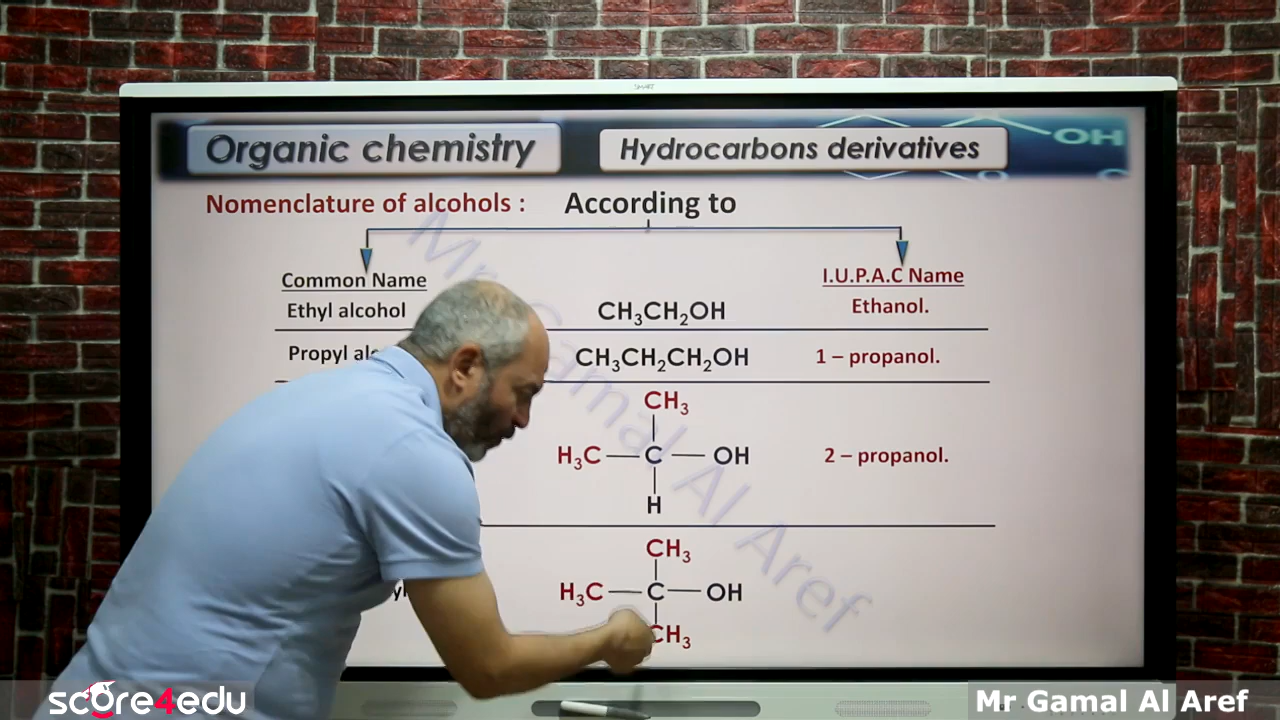 SMART
Organic chemistry
Hydrocarbons derivatives
OH
Nomenclature of alcohols :
According to
Common Name
I.U.P.A.C Name
Ethyl alcohol
CH₃CH₂OH
Ethanol.
Propyl
CH₃CH₂CH₂OH
1 – propanol.
CH₃
H₃C — C — OH
2 – propanol.
H
CH₃
H₃C — C — OH
CH₃
Mr Gamal Al Aref
score4edu
Mr Gamal Al Aref